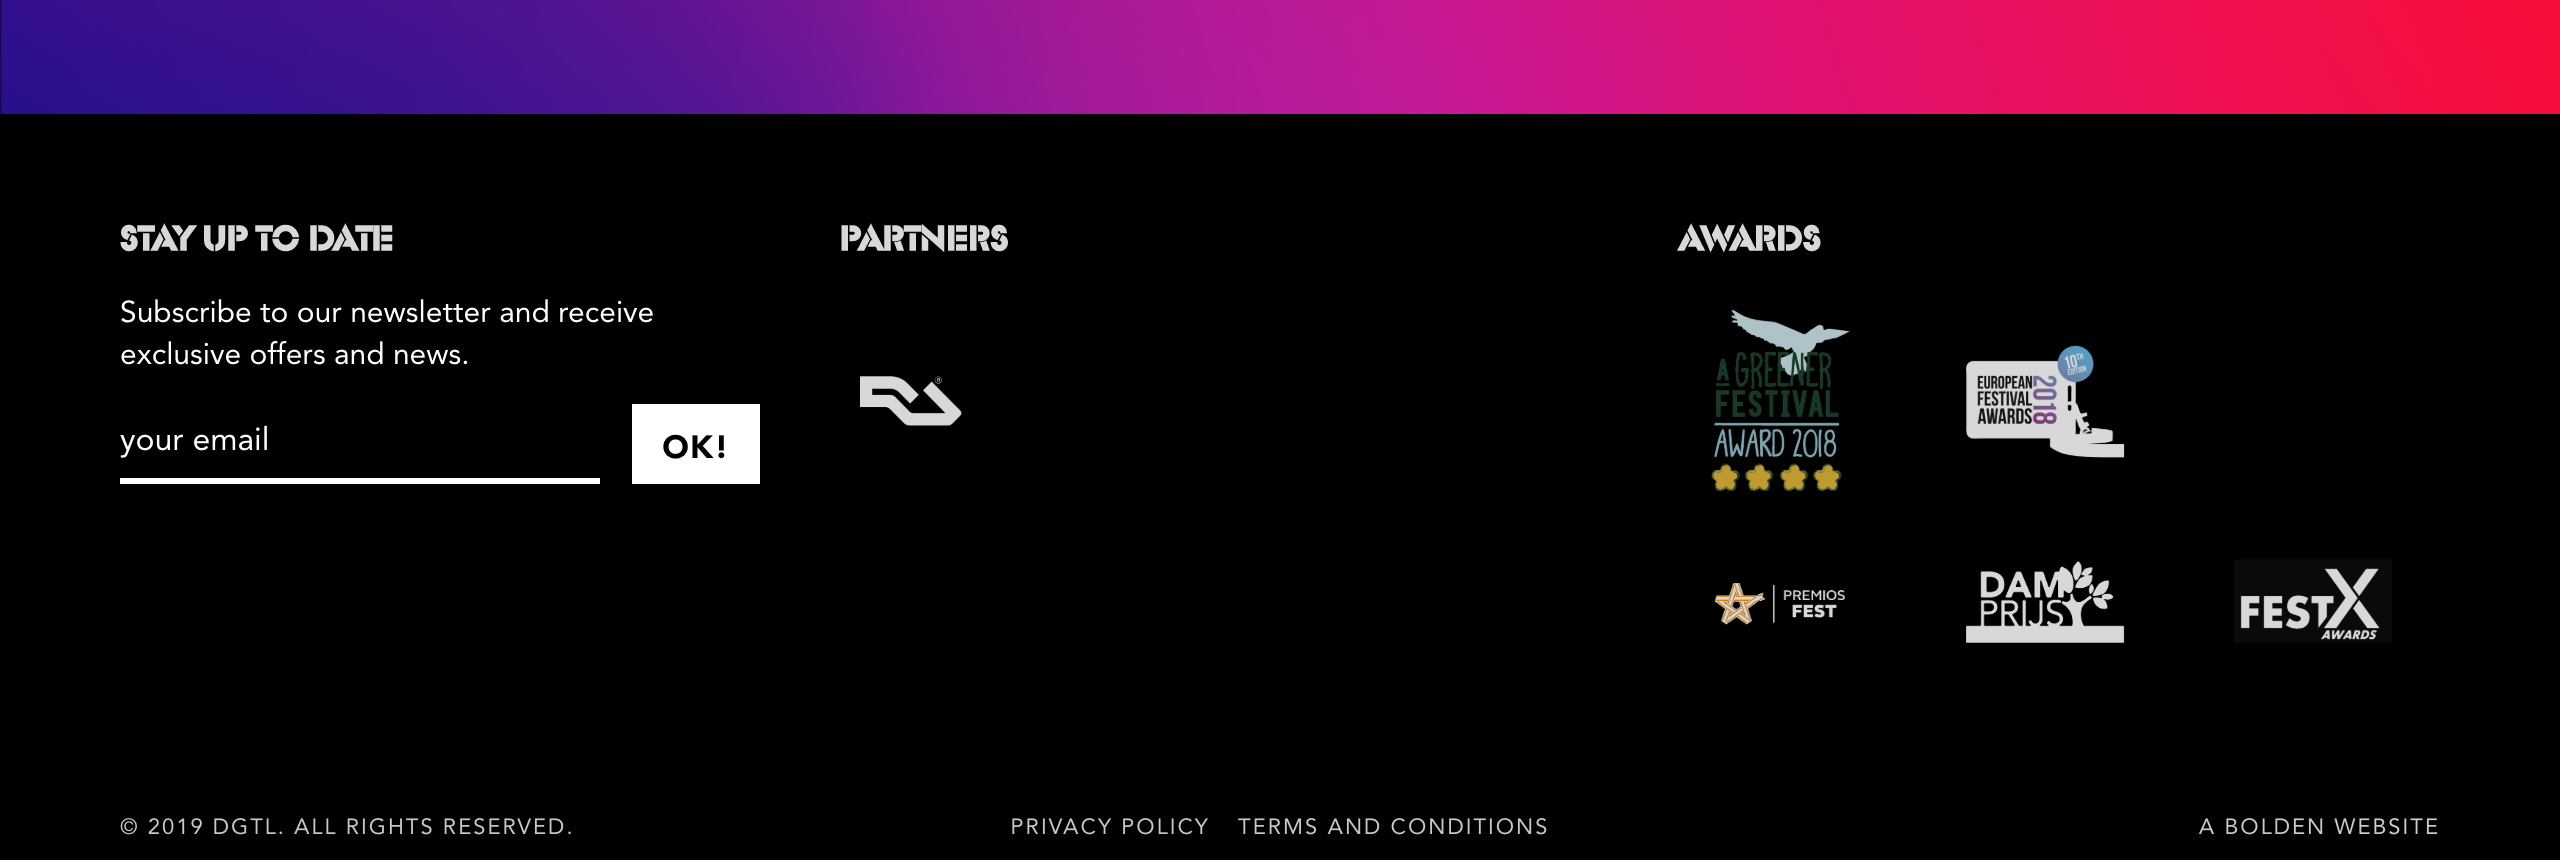 STAY UP TO DATE
Subscribe to our newsletter and receive
exclusive offers and news.
your email
OK!
PARTNERS
®
AWARDS
A GREENER
FESTIVAL
AWARD 2018
10TH
EDITION
EUROPEAN
FESTIVAL
AWARDS
2018
PREMIOS
FEST
DAM
PRIJS
FESTX
AWARDS
© 2019 DGTL. ALL RIGHTS RESERVED.
PRIVACY POLICY TERMS AND CONDITIONS
A BOLDEN WEBSITE